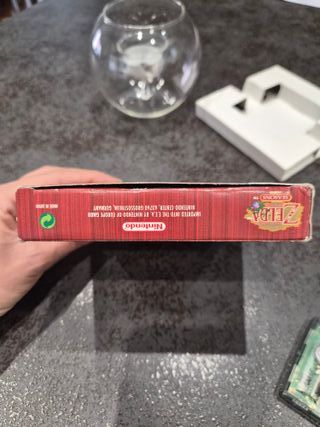 ZELDA
SEASONS
TM
Nintendo
IMPORTED INTO THE E.E.A. BY NINTENDO OF EUROPE GMBH
NINTENDO CENTER, 63760 GROSSOSTHEIM, GERMANY
MADE IN JAPAN